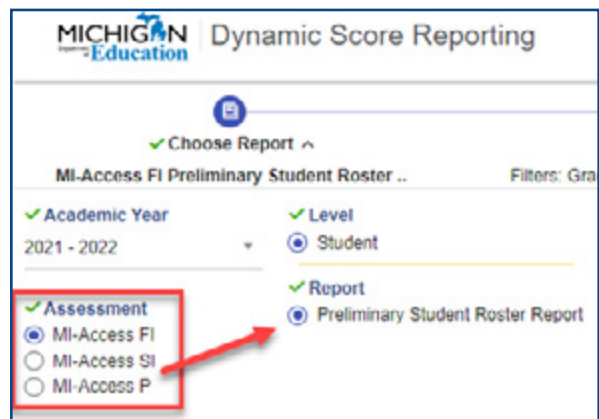 MICHIGAN
Education
Dynamic Score Reporting
Choose Report
MI-Access FI Preliminary Student Roster ..
Filters: Gra
Academic Year
2021 - 2022
Level
Student
Assessment
MI-Access FI
MI-Access SI
MI-Access P
Report
Preliminary Student Roster Report